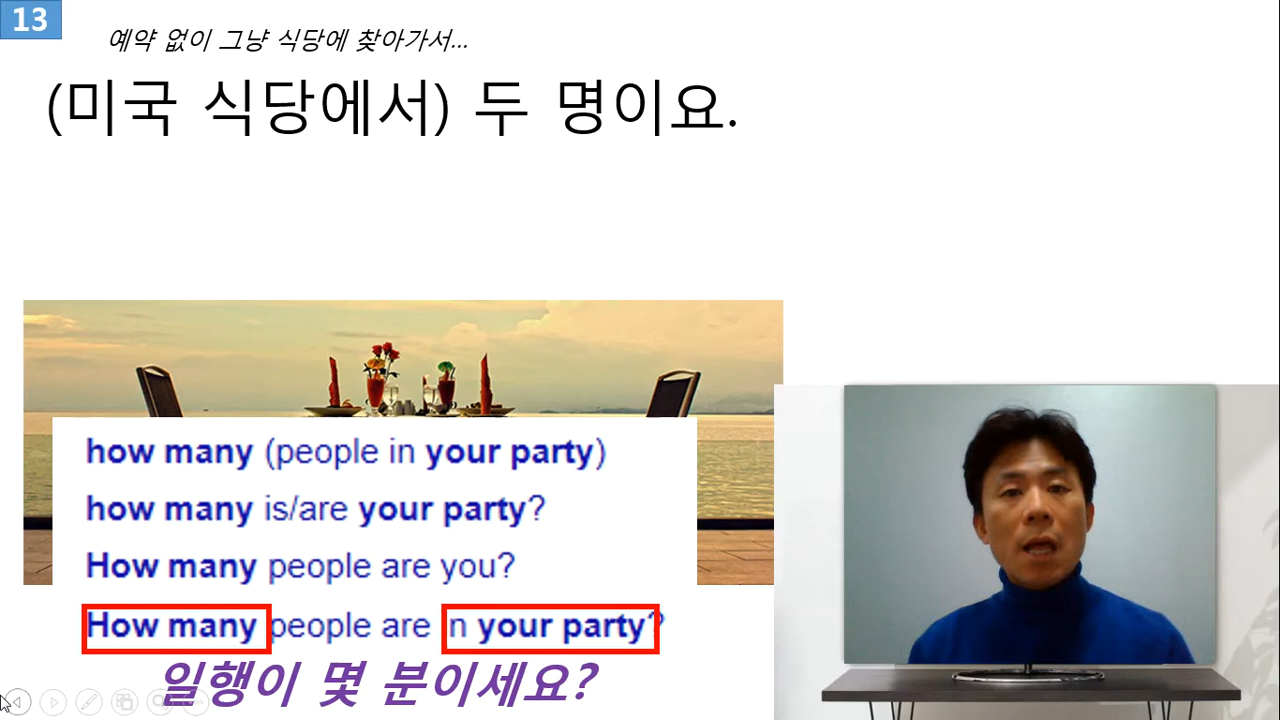 13
예약 없이 그냥 식당에 찾아가서...
(미국 식당에서) 두 명이요.
how many (people in your party)
how many is/are your party?
How many people are you?
How many people are in your party?
일행이 몇 분이세요?